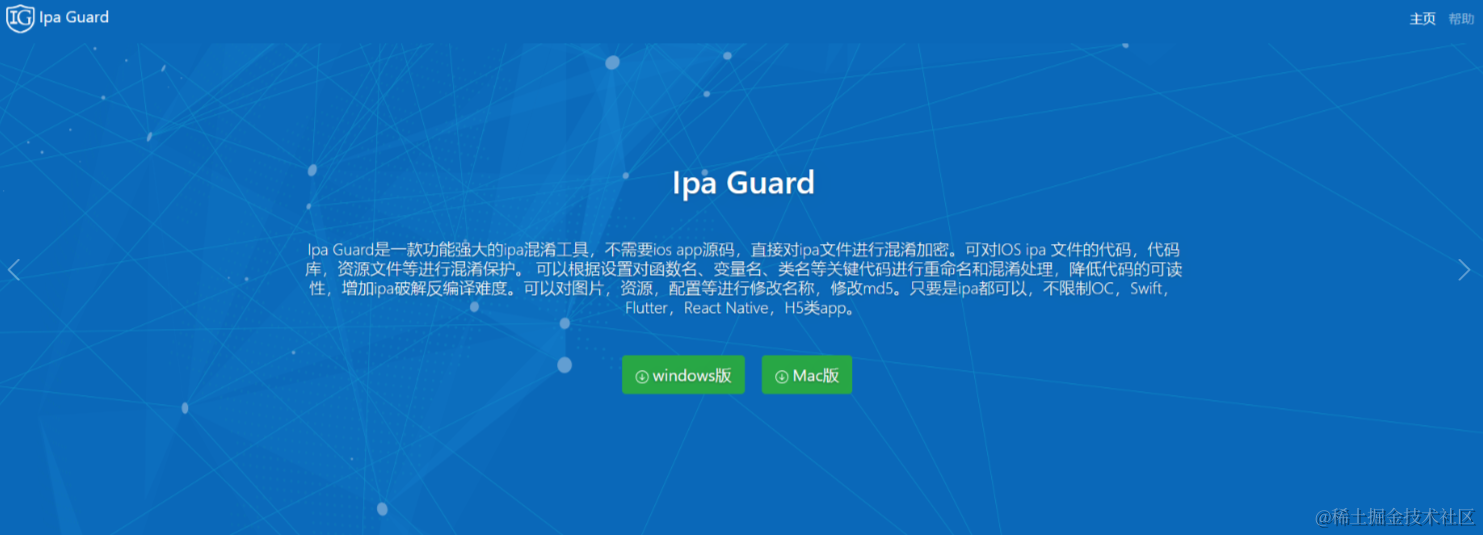 IG Ipa Guard
主页 帮助
Ipa Guard
Ipa Guard是一款功能强大的ipa混淆工具，不需要ios app源码，直接对ipa文件进行混淆加密。可对IOS ipa 文件的代码，代码
库，资源文件等进行混淆保护。 可以根据设置对函数名、变量名、类名等关键代码进行重命名和混淆处理，降低代码的可读
性，增加ipa破解反编译难度。可以对图片，资源，配置等进行修改名称，修改md5。只要是ipa都可以，不限制OC，Swift，
Flutter，React Native，H5类app。
windows版 Mac版
@稀土掘金技术社区